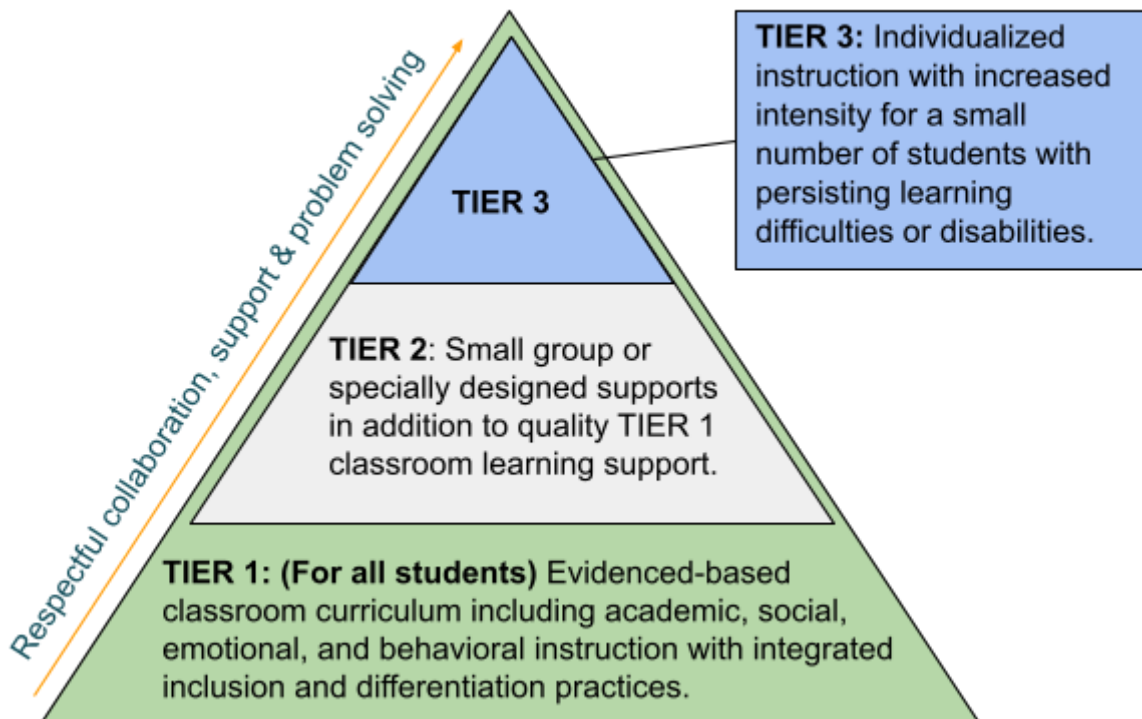 Respectful collaboration, support & problem solving
TIER 3: Individualized
instruction with increased
intensity for a small
number of students with
persisting learning
difficulties or disabilities.
TIER 3
TIER 2: Small group or
specially designed supports
in addition to quality TIER 1
classroom learning support.
TIER 1: (For all students) Evidenced-based
classroom curriculum including academic, social,
emotional, and behavioral instruction with integrated
inclusion and differentiation practices.